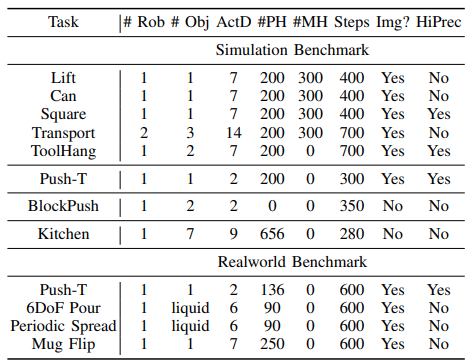 Task # Rob # Obj ActD #PH #MH Steps Img? HiPrec
Simulation Benchmark
Lift 1 1 7 200 300 400 Yes No
Can 1 1 7 200 300 400 Yes No
Square 1 1 7 200 300 400 Yes Yes
Transport 2 3 14 200 300 700 Yes No
ToolHang 1 2 7 200 0 700 Yes Yes
Push-T 1 1 2 200 0 300 Yes Yes
BlockPush 1 2 2 0 0 350 No No
Kitchen 1 7 9 656 0 280 No No
Realworld Benchmark
Push-T 1 1 2 136 0 600 Yes Yes
6DoF Pour 1 liquid 6 90 0 600 Yes No
Periodic Spread 1 liquid 6 90 0 600 Yes No
Mug Flip 1 1 7 250 0 600 Yes No